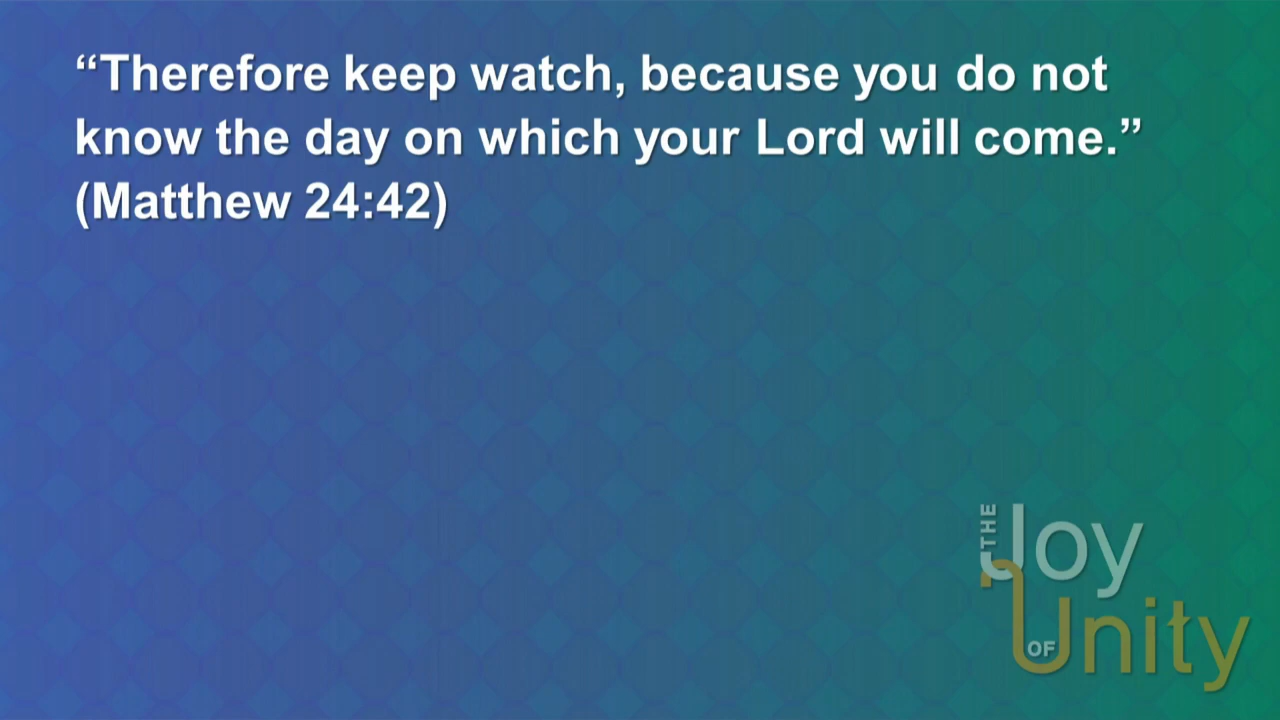 “Therefore keep watch, because you do not
know the day on which your Lord will come.”
(Matthew 24:42)
THE
Joy
OF
Unity